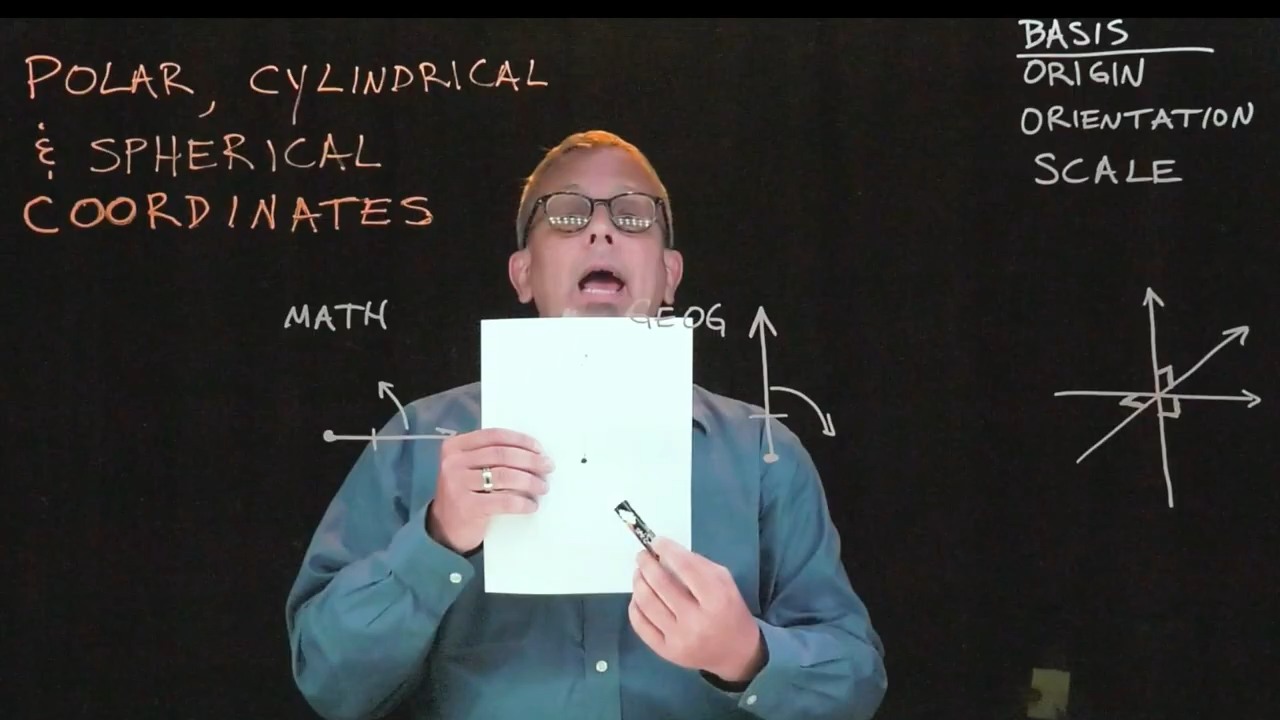 POLAR, CYLINDRICAL
& SPHERICAL
COORDINATES
BASIS
ORIGIN
ORIENTATION
SCALE
MATH
GEOG